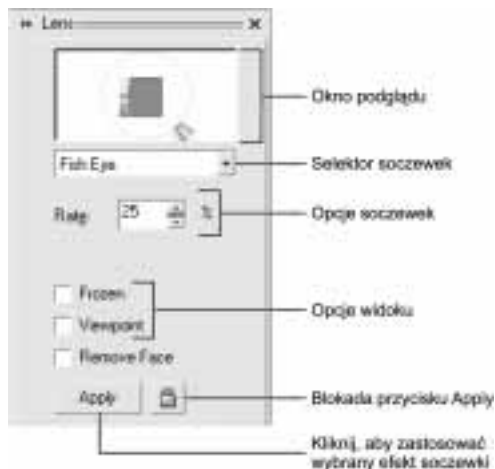 Lens
Okno podglądu
Fish Eye
Selektor soczewek
Rate: 25 %
Opcje soczewek
Frozen
Viewpoint
Opcje widoku
Remove Face
Apply
Blokada przycisku Apply
Kliknij, aby zastosować
wybrany efekt soczewki